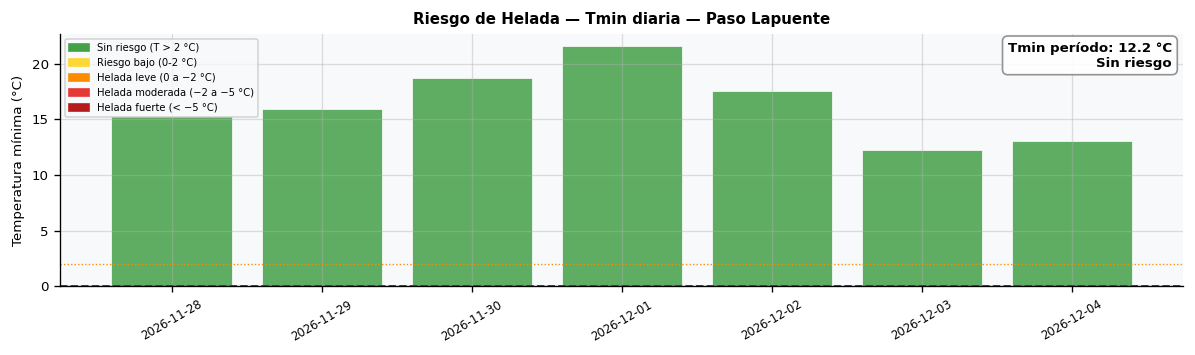 Riesgo de Helada — Tmin diaria — Paso Lapuente
Sin riesgo (T > 2 °C)
Riesgo bajo (0-2 °C)
Helada leve (0 a −2 °C)
Helada moderada (−2 a −5 °C)
Helada fuerte (< −5 °C)
Tmin período: 12.2 °C
Sin riesgo
Temperatura mínima (°C)
20
15
10
5
0
2026-11-28
2026-11-29
2026-11-30
2026-12-01
2026-12-02
2026-12-03
2026-12-04